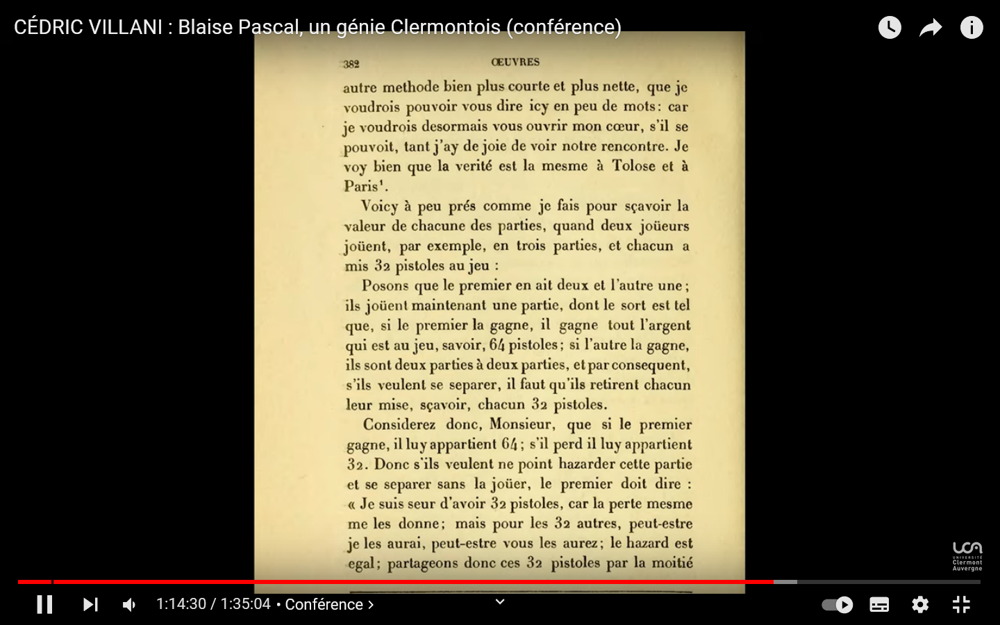 CÉDRIC VILLANI : Blaise Pascal, un génie Clermontois (conférence)
382 ŒUVRES
autre methode bien plus courte et plus nette, que je
voudrois pouvoir vous dire icy en peu de mots: car
je voudrois desormais vous ouvrir mon cœur, s'il se
pouvoit, tant j'ay de joie de voir notre rencontre. Je
voy bien que la verité est la mesme à Tolose et à
Paris¹.
Voicy à peu prés comme je fais pour sçavoir la
valeur de chacune des parties, quand deux joüeurs
joüent, par exemple, en trois parties, et chacun a
mis 32 pistoles au jeu :
Posons que le premier en ait deux et l'autre une;
ils joüent maintenant une partie, dont le sort est tel
que, si le premier la gagne, il gagne tout l'argent
qui est au jeu, savoir, 64 pistoles; si l'autre la gagne,
ils sont deux parties à deux parties, et par consequent,
s'ils veulent se separer, il faut qu'ils retirent chacun
leur mise, sçavoir, chacun 32 pistoles.
Considerez donc, Monsieur, que si le premier
gagne, il luy appartient 64; s'il perd il luy appartient
32. Donc s'ils veulent ne point hazarder cette partie
et se separer sans la joüer, le premier doit dire :
« Je suis seur d'avoir 32 pistoles, car la perte mesme
me les donne; mais pour les 32 autres, peut-estre
je les aurai, peut-estre vous les aurez; le hazard est
egal; partageons donc ces 32 pistoles par la moitié
UCA
UNIVERSITÉ
Clermont
Auvergne
1:14:30 / 1:35:04 • Conférence